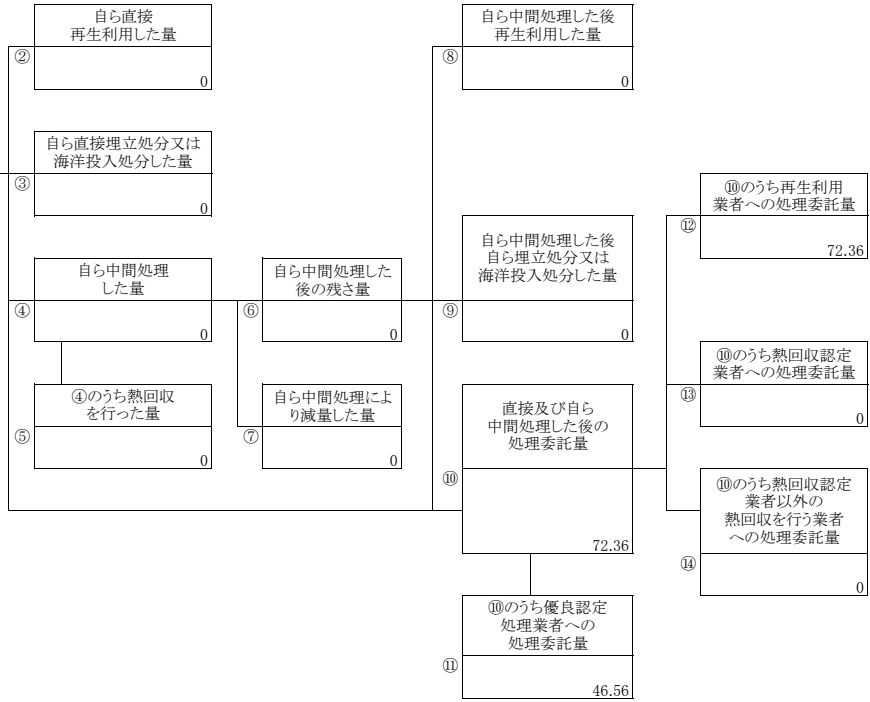 自ら直接
再生利用した量
②
0
自ら直接埋立処分又は
海洋投入処分した量
③
0
自ら中間処理
した量
④
0
④のうち熱回収
を行った量
⑤
0
自ら中間処理した
後の残さ量
⑥
0
自ら中間処理によ
り減量した量
⑦
0
自ら中間処理した後
再生利用した量
⑧
0
自ら中間処理した後
自ら埋立処分又は
海洋投入処分した量
⑨
0
直接及び自ら
中間処理した後の
処理委託量
⑩
72.36
⑩のうち優良認定
処理業者への
処理委託量
⑪
46.56
⑩のうち再生利用
業者への処理委託量
⑫
72.36
⑩のうち熱回収認定
業者への処理委託量
⑬
0
⑩のうち熱回収認定
業者以外の
熱回収を行う業者
への処理委託量
⑭
0